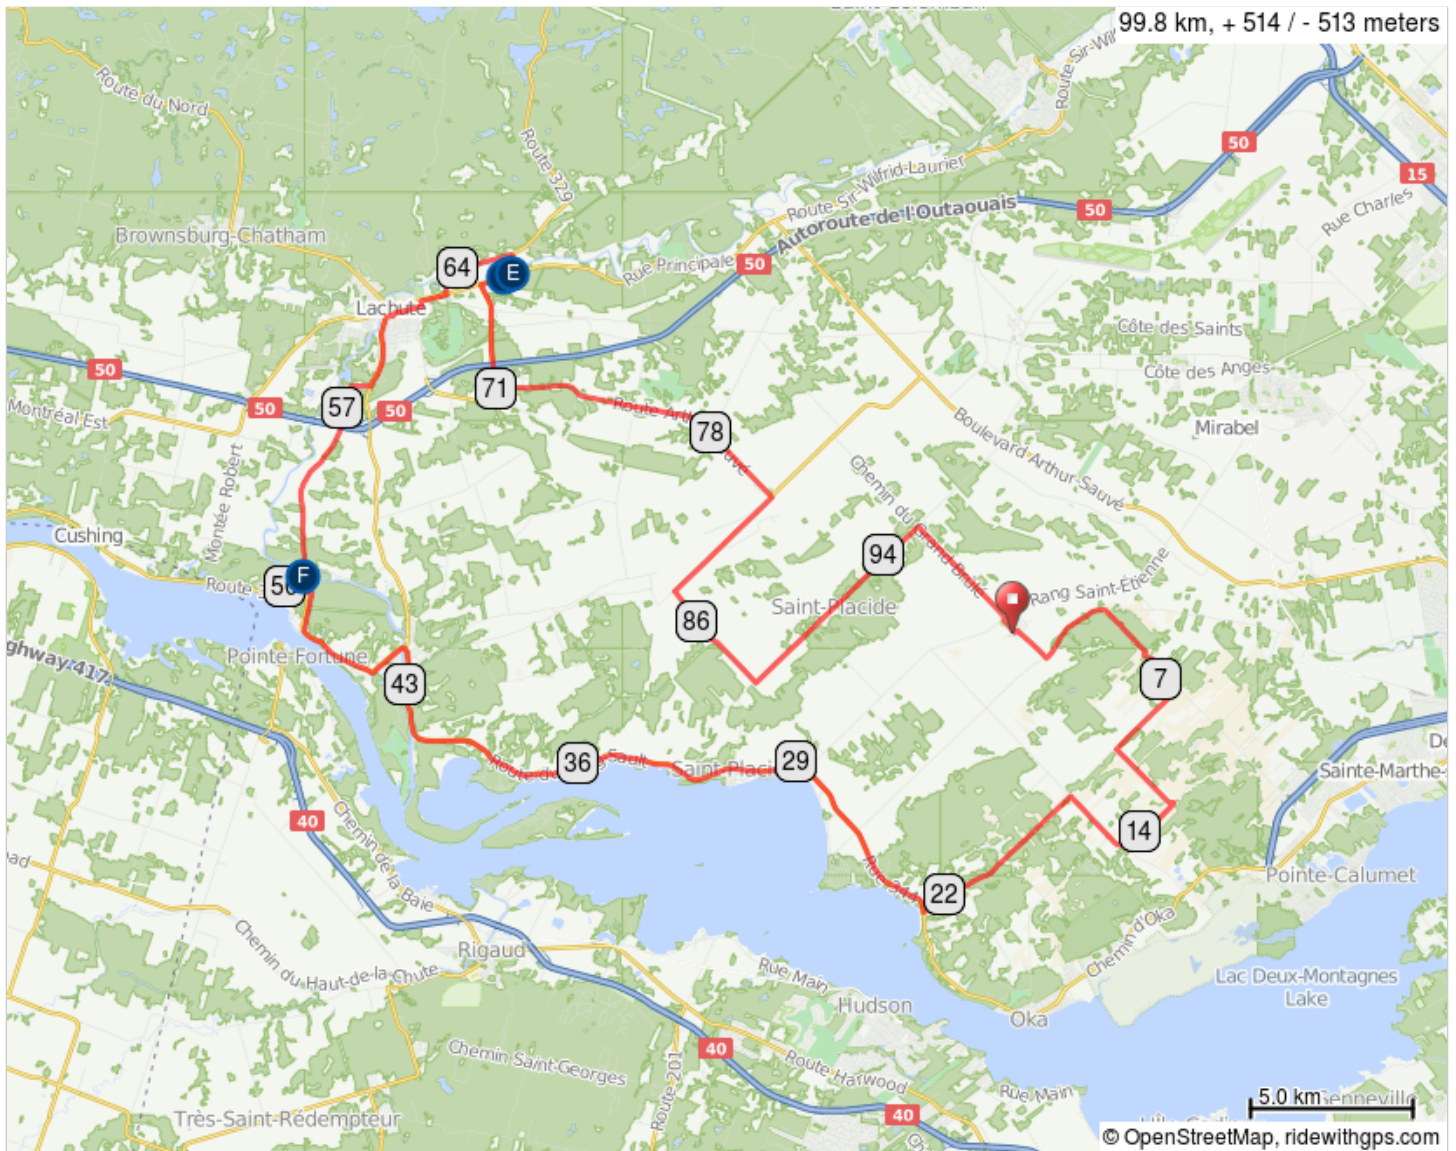 99.8 km, + 514 / - 513 meters
Route du Nord
Route 329
50
15
Route Sir-Wilfrid-Laurier
50
Autoroute de l'Outaouais
Rue Charles
Brownsburg-Chatham
64
E
Rue Principale
50
Lachute
Côte des Saints
50
Côte des Anges
71
57
50
50
Montréal Est
78
Mirabel
Boulevard Arthur-Sauvé
Chemin du Grand-Brûlé
Montée Robert
Cushing
94
Rang Saint-Étienne
F
Saint-Placide
86
Pointe-Fortune
Highway 417
43
7
36
29
Sainte-Marthe-
40
14
Chemin de la Baie
22
Pointe-Calumet
Chemin d'Oka
Chemin du Haut-de-la-Chute
Rigaud
Rue Main
Lac Deux-Montagnes
Lake
Hudson
Oka
Chemin Saint-Georges
40
Route 201
Route Harwood
Rue Main
5.0 km
Senneville
40
Très-Saint-Rédempteur
© OpenStreetMap, ridewithgps.com